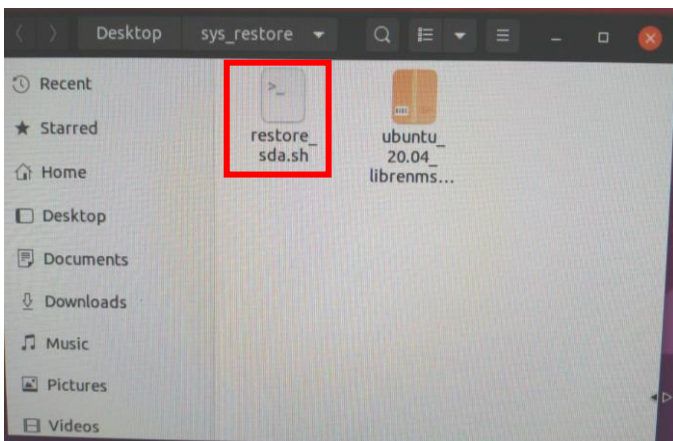 Desktop sys_restore
Recent
Starred
Home
Desktop
Documents
Downloads
Music
Pictures
Videos
>_
restore_
sda.sh
ubuntu_
20.04_
librenms...